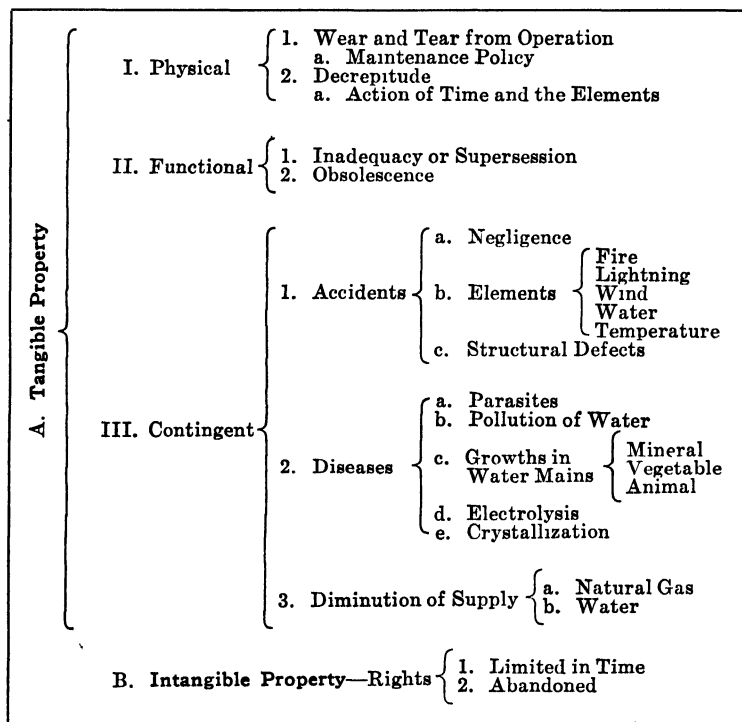 A. Tangible Property
I. Physical
1. Wear and Tear from Operation
a. Maintenance Policy
2. Decrepitude
a. Action of Time and the Elements
II. Functional
1. Inadequacy or Supersession
2. Obsolescence
III. Contingent
1. Accidents
a. Negligence
b. Elements
Fire
Lightning
Wind
Water
Temperature
c. Structural Defects
2. Diseases
a. Parasites
b. Pollution of Water
c. Growths in
Water Mains
Mineral
Vegetable
Animal
d. Electrolysis
e. Crystallization
3. Diminution of Supply
a. Natural Gas
b. Water
B. Intangible Property—Rights
1. Limited in Time
2. Abandoned